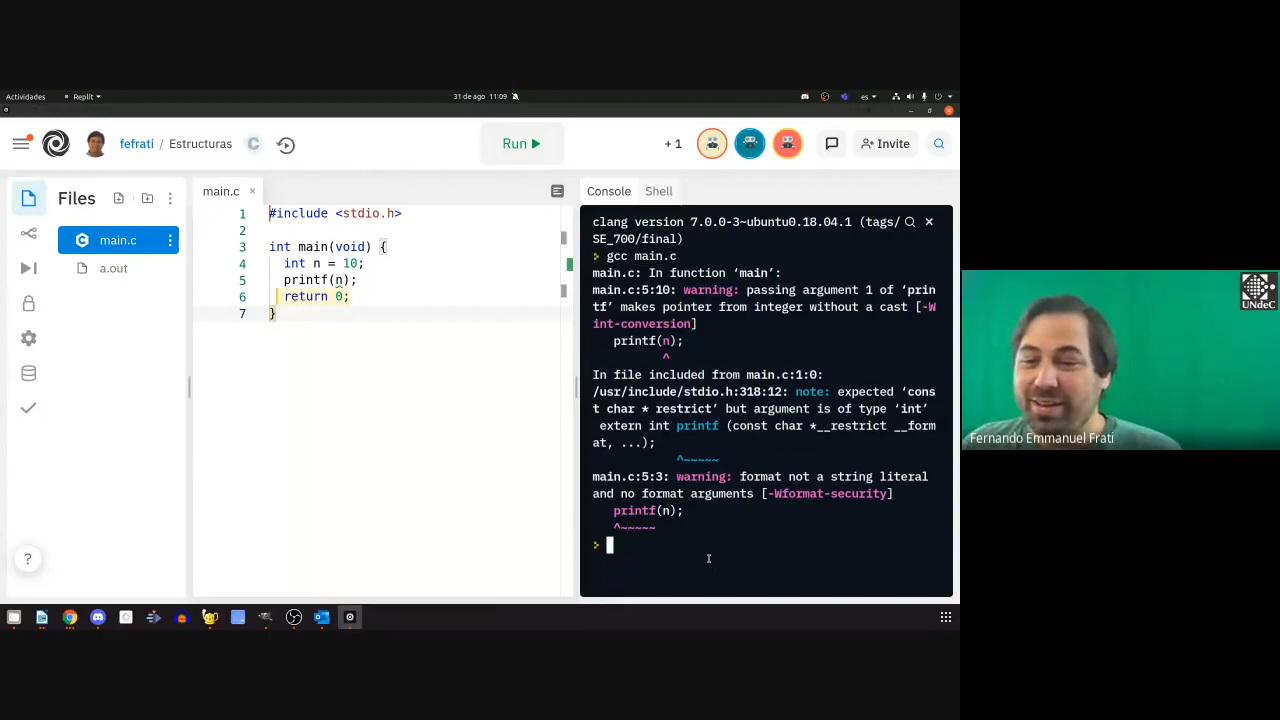 Actividades Replit 31 de ago 11:09 es
fefrati / Estructuras C Run + 1 Invite
Files main.c × Console Shell
main.c
a.out
1 #include <stdio.h>
2
3 int main(void) {
4 int n = 10;
5 printf(n);
6 return 0;
7 }
clang version 7.0.0-3~ubuntu0.18.04.1 (tags/
SE_700/final)
> gcc main.c
main.c: In function ‘main’:
main.c:5:10: warning: passing argument 1 of ‘prin
tf’ makes pointer from integer without a cast [-W
int-conversion]
printf(n);
^
In file included from main.c:1:0:
/usr/include/stdio.h:318:12: note: expected ‘cons
t char * restrict’ but argument is of type ‘int’
extern int printf (const char *__restrict __form
at, ...);
^~~~~~
main.c:5:3: warning: format not a string literal
and no format arguments [-Wformat-security]
printf(n);
^~~~~~
>
?
UNdeC
Fernando Emmanuel Frati